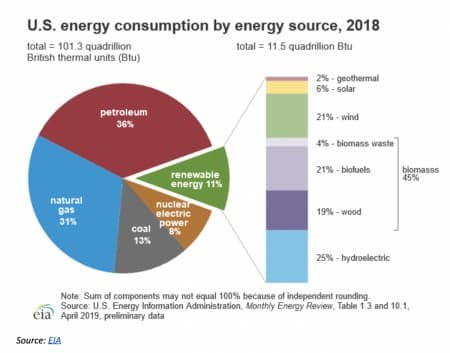 U.S. energy consumption by energy source, 2018
total = 101.3 quadrillion
British thermal units (Btu)
total = 11.5 quadrillion Btu
petroleum
36%
renewable
energy 11%
nuclear
electric
power
8%
coal
13%
natural
gas
31%
2% - geothermal
6% - solar
21% - wind
4% - biomass waste
21% - biofuels
biomasss
45%
19% - wood
25% - hydroelectric
Note: Sum of components may not equal 100% because of independent rounding.
Source: U.S. Energy Information Administration, Monthly Energy Review, Table 1.3 and 10.1,
April 2019, preliminary data
eia
Source: EIA